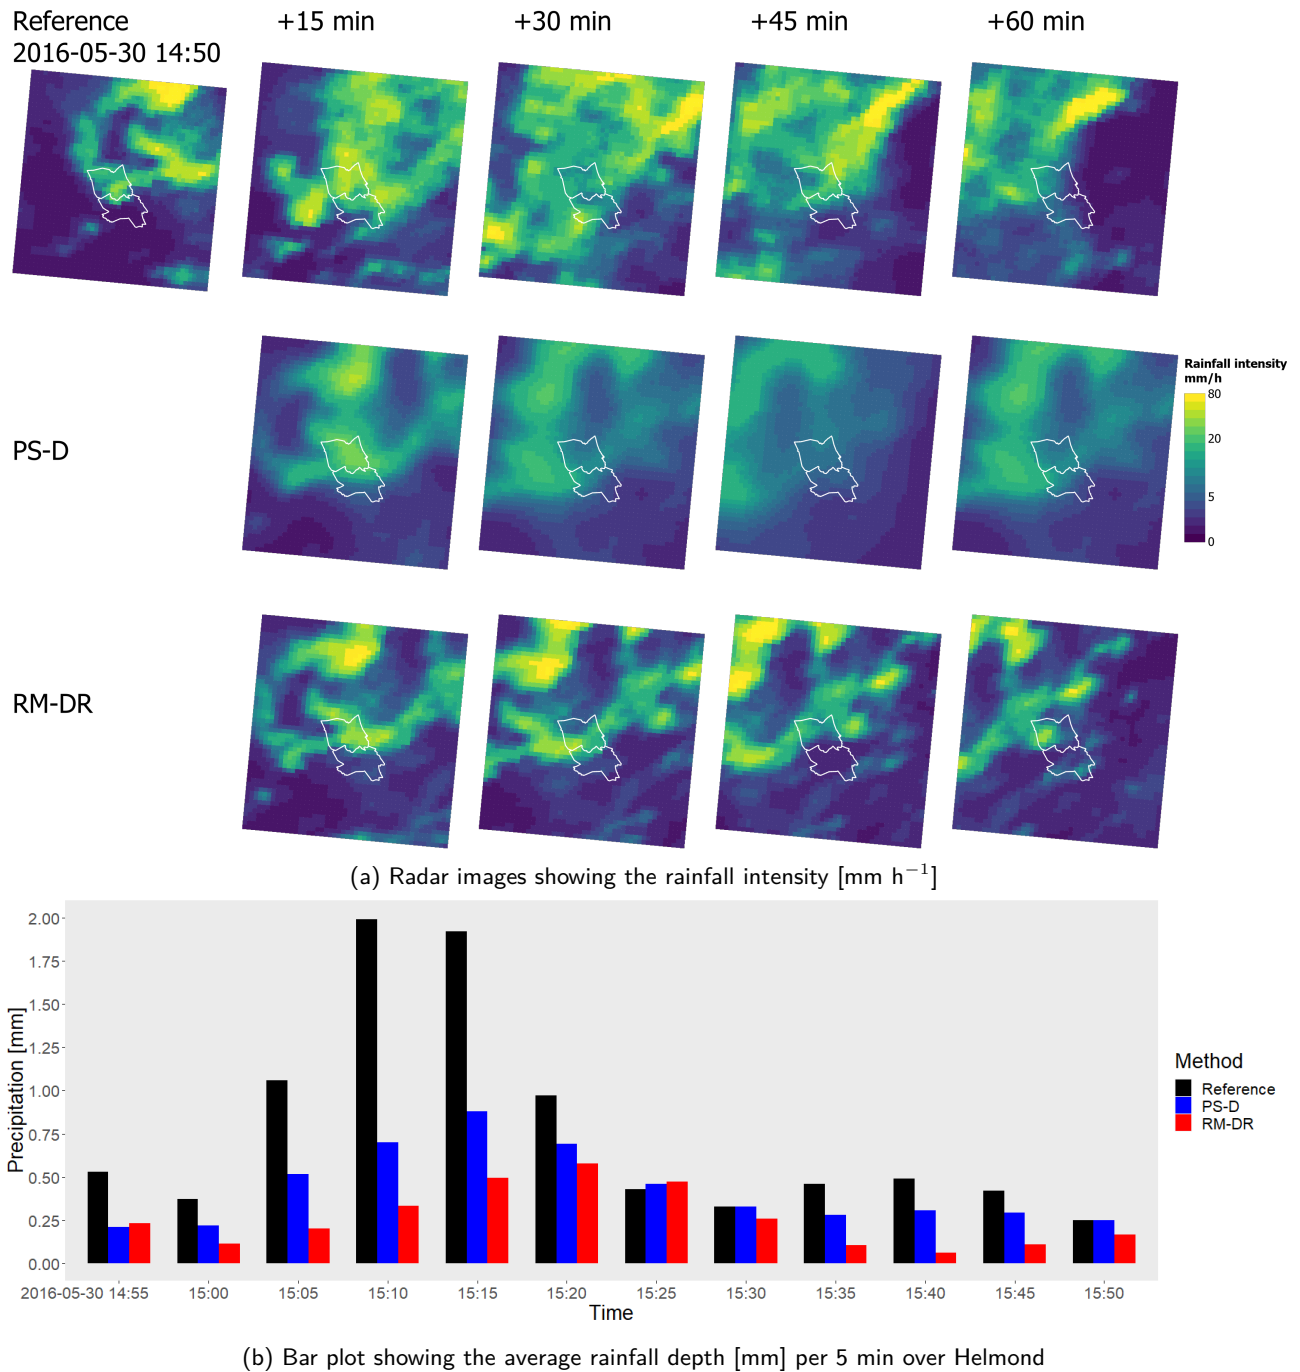 Reference
2016-05-30 14:50
+15 min
+30 min
+45 min
+60 min
PS-D
Rainfall intensity
mm/h
80
20
5
0
RM-DR
(a) Radar images showing the rainfall intensity [mm h⁻¹]
Precipitation [mm]
2.00
1.75
1.50
1.25
1.00
0.75
0.50
0.25
0.00
2016-05-30 14:55
15:00
15:05
15:10
15:15
15:20
15:25
15:30
15:35
15:40
15:45
15:50
Time
Method
Reference
PS-D
RM-DR
(b) Bar plot showing the average rainfall depth [mm] per 5 min over Helmond